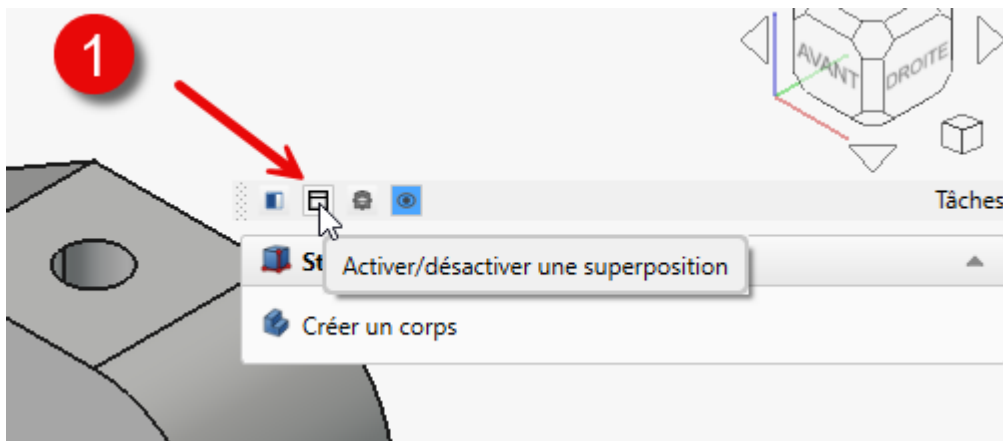 1
AVANT
DROITE
Tâches
St
Activer/désactiver une superposition
Créer un corps